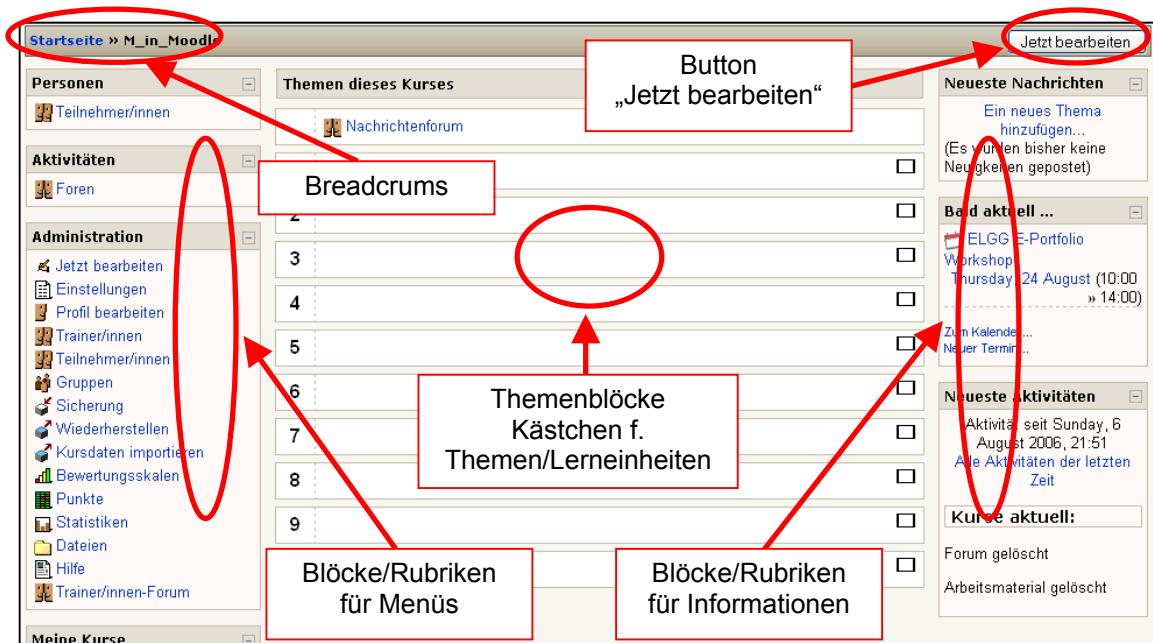 Startseite » M_in_Moodle
Jetzt bearbeiten
Personen
Teilnehmer/innen
Aktivitäten
Foren
Administration
Jetzt bearbeiten
Einstellungen
Profil bearbeiten
Trainer/innen
Teilnehmer/innen
Gruppen
Sicherung
Wiederherstellen
Kursdaten importieren
Bewertungsskalen
Punkte
Statistiken
Dateien
Hilfe
Trainer/innen-Forum
Meine Kurse
Themen dieses Kurses
Nachrichtenforum
2
3
4
5
6
7
8
9
Button
„Jetzt bearbeiten“
Breadcrums
Themenblöcke
Kästchen f.
Themen/Lerneinheiten
Blöcke/Rubriken
für Menüs
Blöcke/Rubriken
für Informationen
Neueste Nachrichten
Ein neues Thema
hinzufügen...
(Es wurden bisher keine
Neuigkeiten gepostet)
Bald aktuell ...
ELGG E-Portfolio
Workshop
Thursday, 24 August (10:00
» 14:00)
Zum Kalender...
Neuer Termin...
Neueste Aktivitäten
Aktivität seit Sunday, 6
August 2006, 21:51
Alle Aktivitäten der letzten
Zeit
Kurse aktuell:
Forum gelöscht
Arbeitsmaterial gelöscht